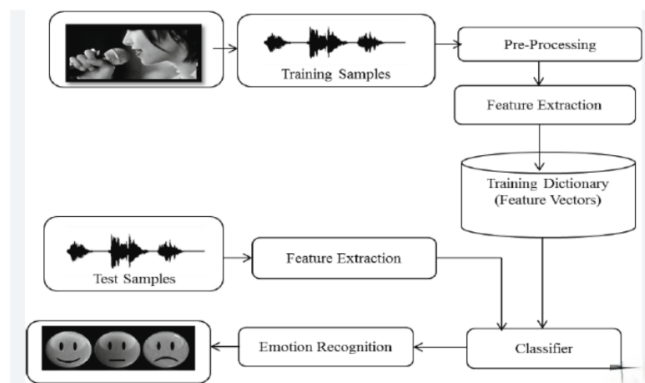 Training Samples
Pre-Processing
Feature Extraction
Training Dictionary
(Feature Vectors)
Test Samples
Feature Extraction
Emotion Recognition
Classifier